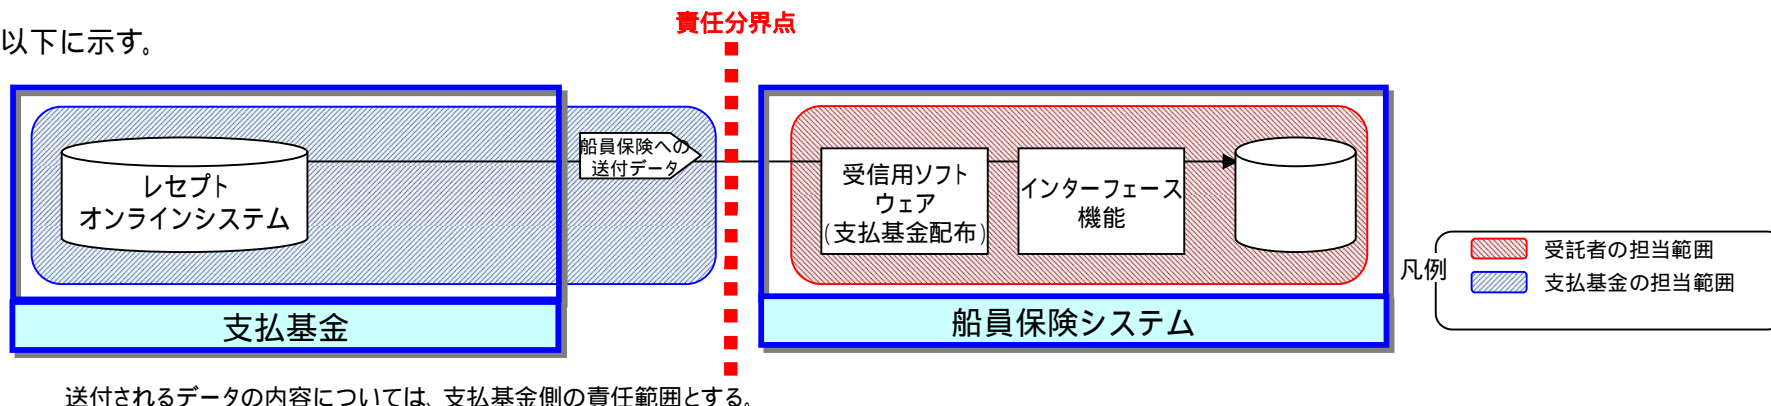 責任分界点
以下に示す。
船員保険への
送付データ
レセプト
オンラインシステム
受信用ソフト
ウェア
(支払基金配布)
インターフェース
機能
凡例
受託者の担当範囲
支払基金の担当範囲
支払基金
船員保険システム
送付されるデータの内容については、支払基金側の責任範囲とする。